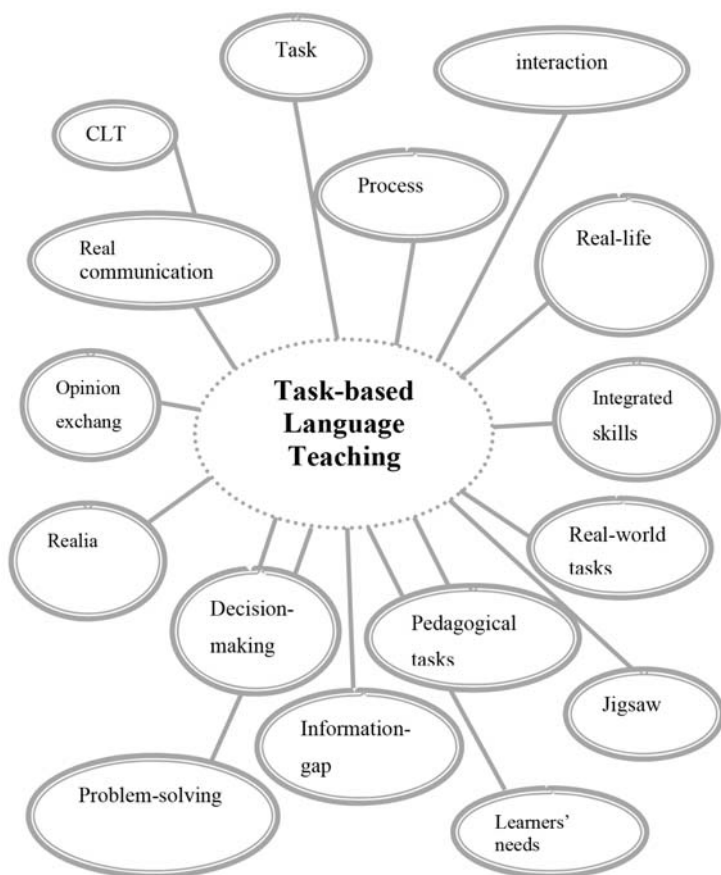 Task
interaction
CLT
Process
Real
communication
Real-life
Task-based
Language
Teaching
Opinion
exchang
Integrated
skills
Realia
Real-world
tasks
Decision-
making
Pedagogical
tasks
Jigsaw
Information-
gap
Problem-solving
Learners’
needs